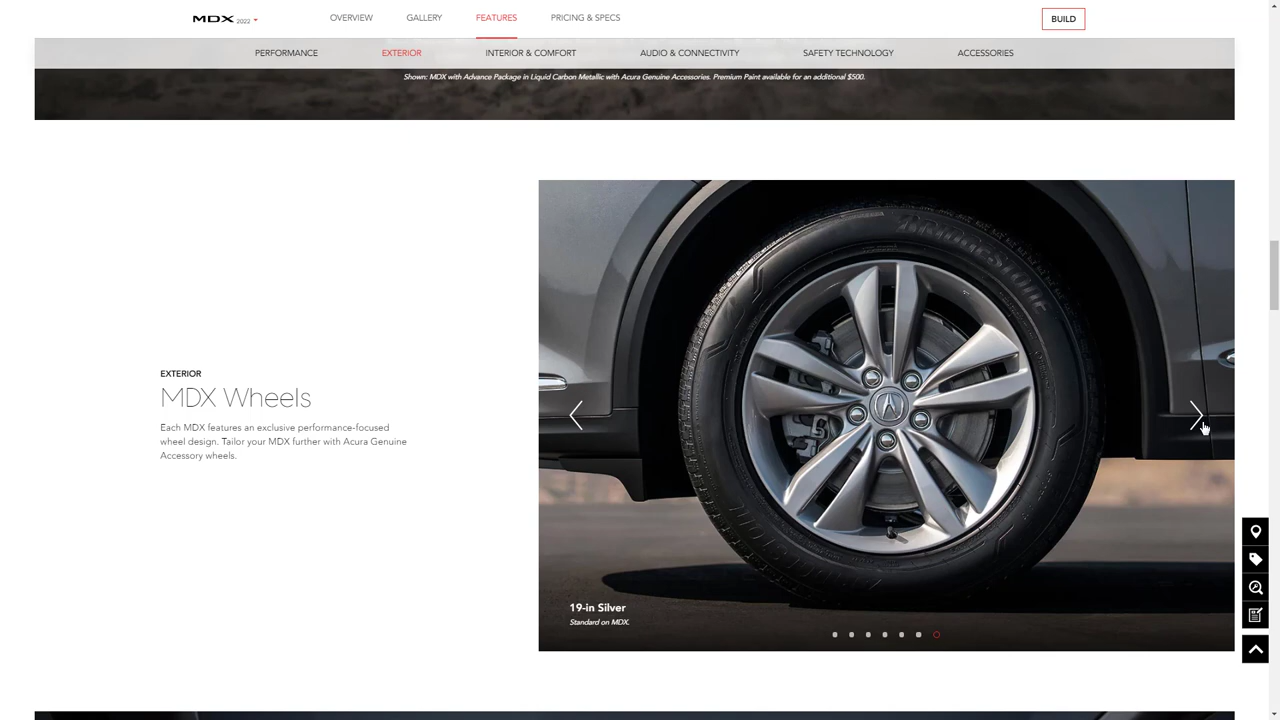 MDX 2022
OVERVIEW
GALLERY
FEATURES
PRICING & SPECS
BUILD
PERFORMANCE
EXTERIOR
INTERIOR & COMFORT
AUDIO & CONNECTIVITY
SAFETY TECHNOLOGY
ACCESSORIES
Shown: MDX with Advance Package in Liquid Carbon Metallic with Acura Genuine Accessories. Premium Paint available for an additional $500.
EXTERIOR
MDX Wheels
Each MDX features an exclusive performance-focused
wheel design. Tailor your MDX further with Acura Genuine
Accessory wheels.
BRIDGESTONE
19-in Silver
Standard on MDX.